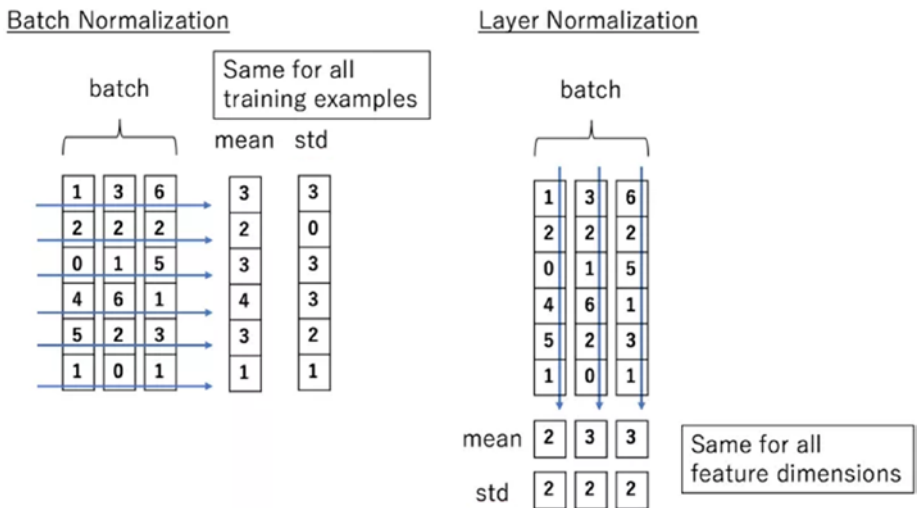 Batch Normalization
Same for all
training examples
batch
mean std
1 3 6 3 3
2 2 2 2 0
0 1 5 3 3
4 6 1 4 3
5 2 3 3 2
1 0 1 1 1
Layer Normalization
batch
1 3 6
2 2 2
0 1 5
4 6 1
5 2 3
1 0 1
mean 2 3 3
std 2 2 2
Same for all
feature dimensions